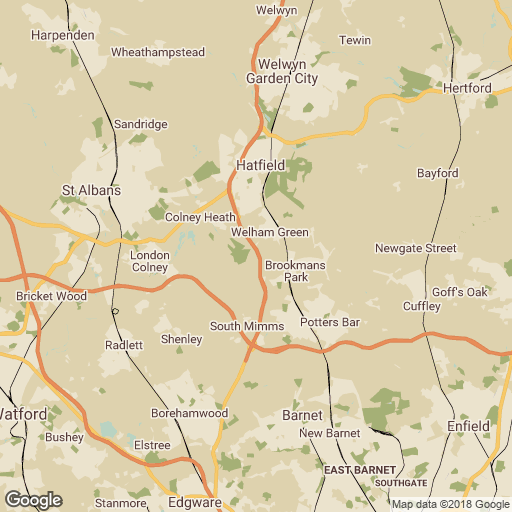 Welwyn
Harpenden
Tewin
Wheathampstead
Welwyn
Garden City
Hertford
Sandridge
Hatfield
Bayford
St Albans
Colney Heath
Welham Green
Newgate Street
London
Colney
Brookmans
Park
Bricket Wood
Goff's Oak
Cuffley
South Mimms
Potters Bar
Shenley
Radlett
Watford
Borehamwood
Barnet
Enfield
New Barnet
Bushey
Elstree
EAST BARNET
SOUTHGATE
Stanmore
Edgware
Google
Map data ©2018 Google